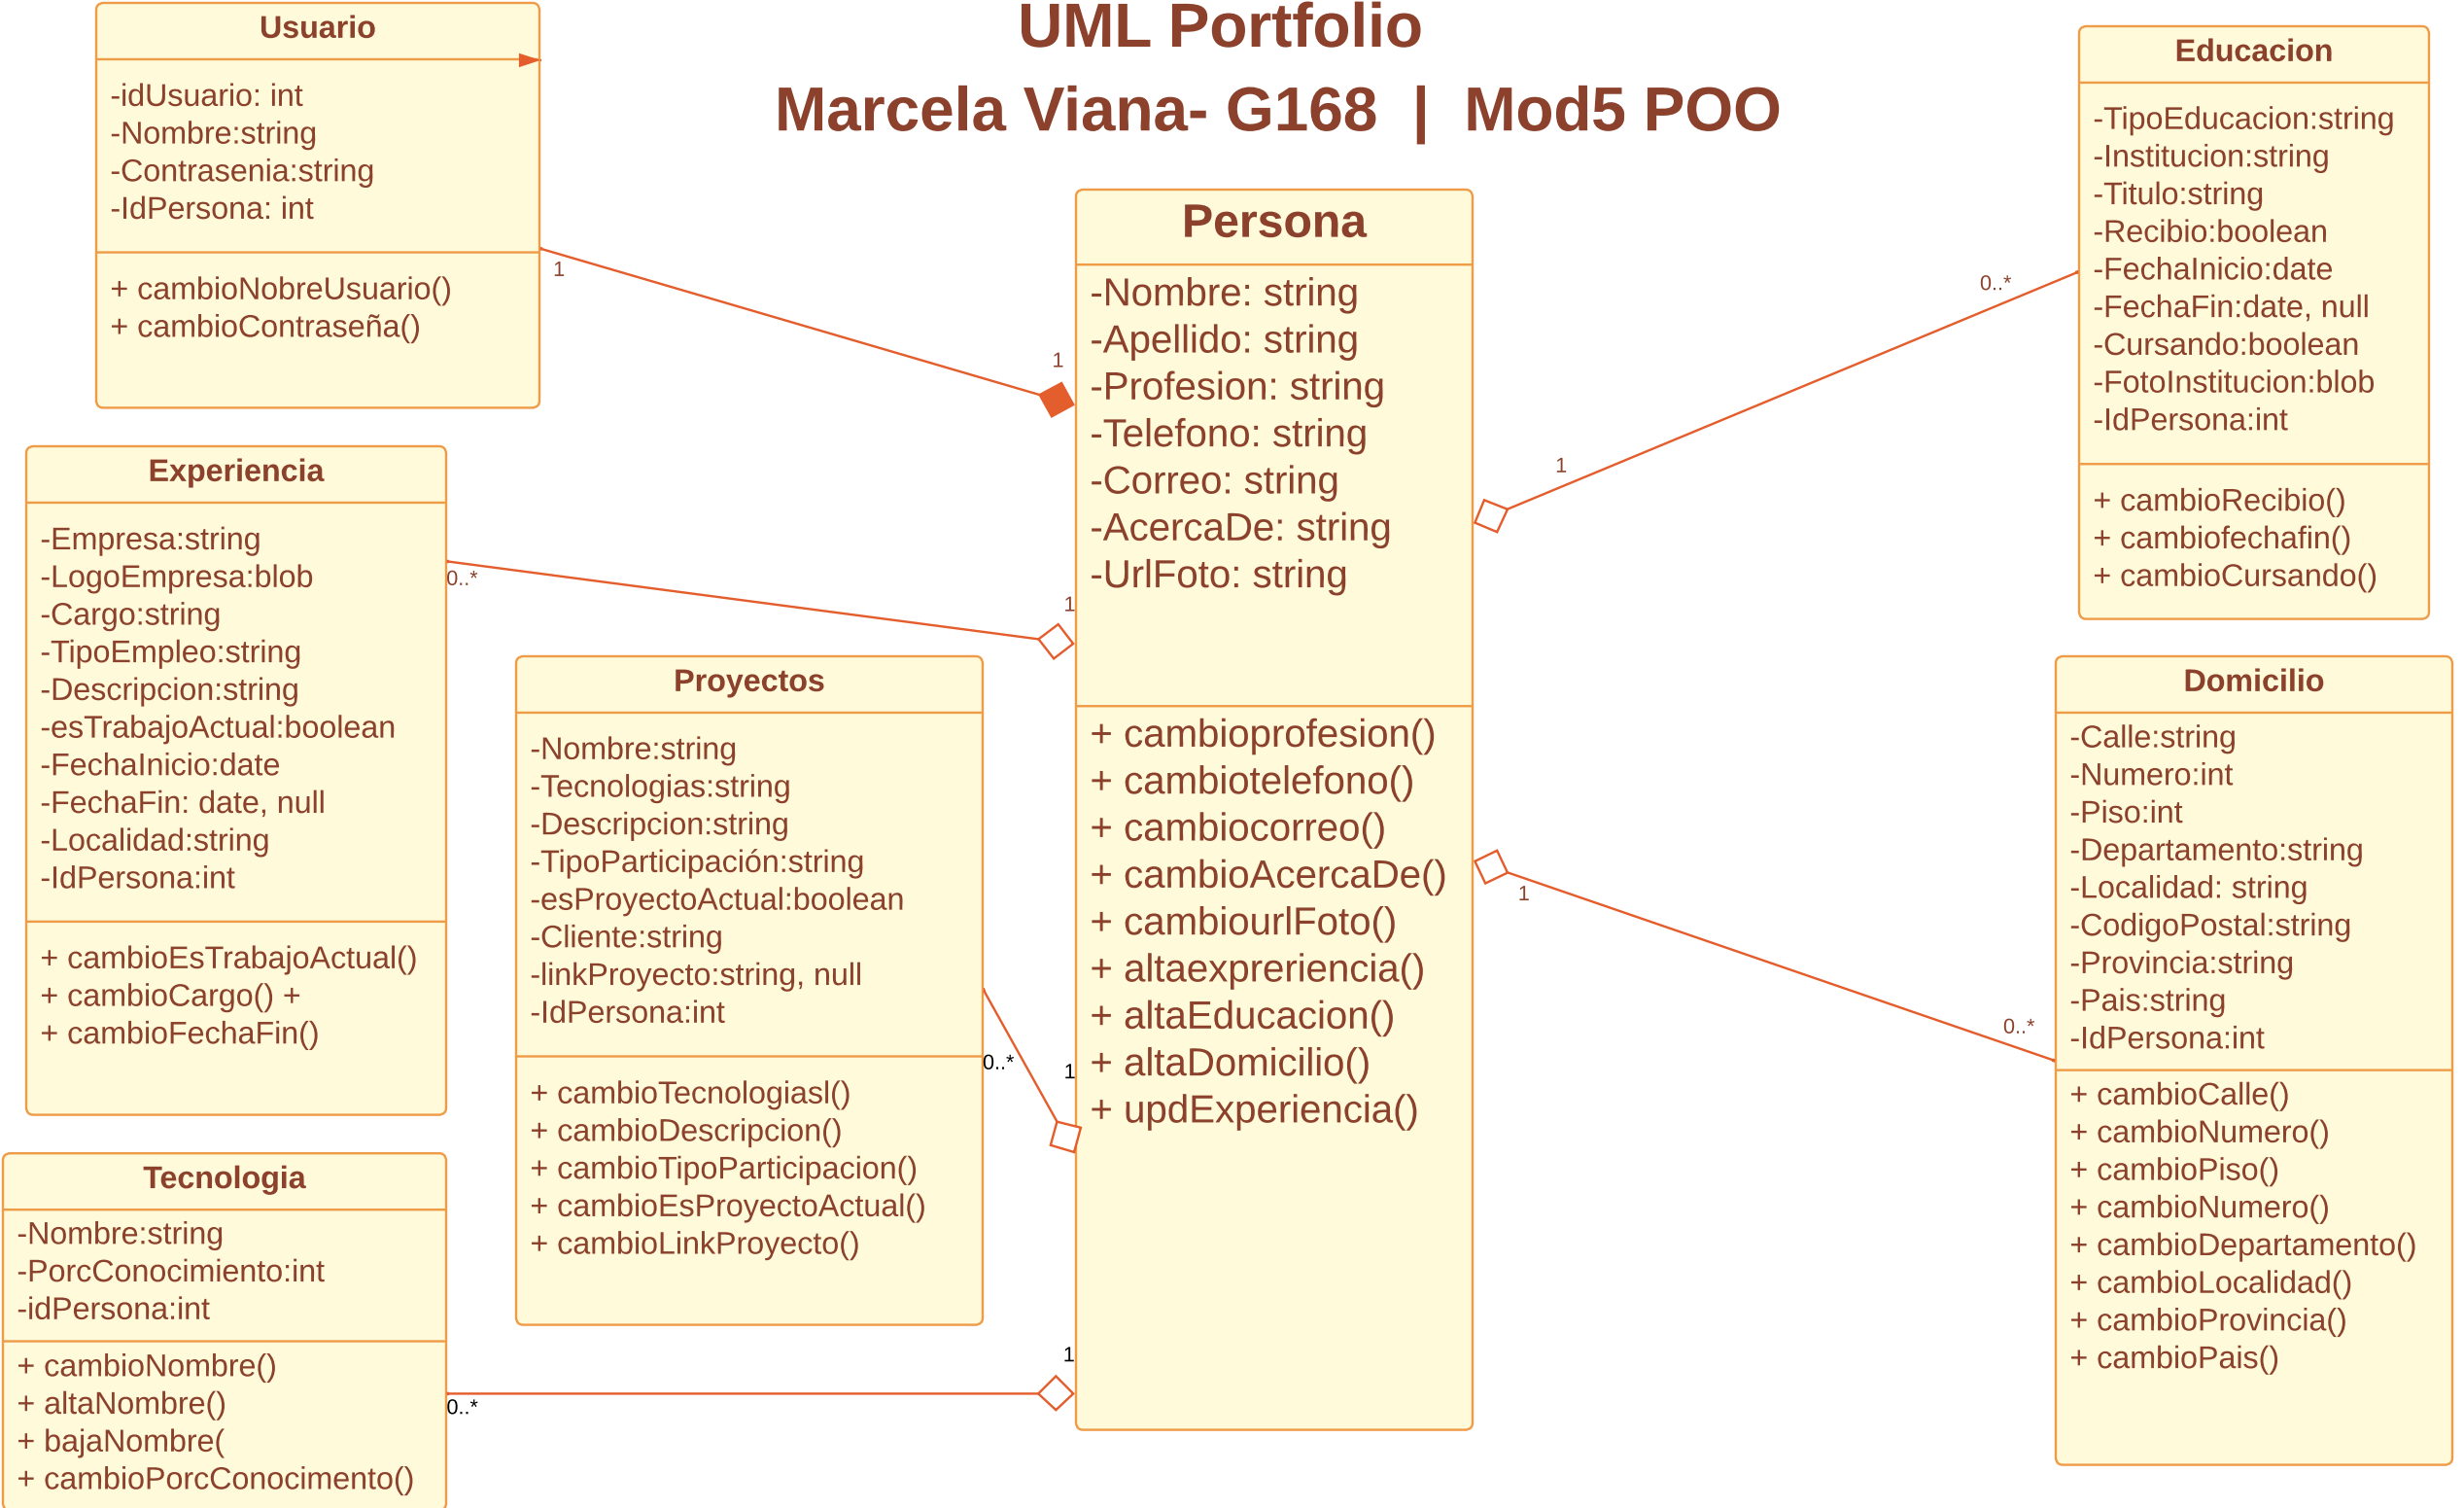 UML Portfolio
Marcela Viana- G168 | Mod5 POO
Usuario
-idUsuario: int
-Nombre:string
-Contrasenia:string
-IdPersona: int
+ cambioNobreUsuario()
+ cambioContraseña()
1
1
Experiencia
-Empresa:string
-LogoEmpresa:blob
-Cargo:string
-TipoEmpleo:string
-Descripcion:string
-esTrabajoActual:boolean
-FechaInicio:date
-FechaFin: date, null
-Localidad:string
-IdPersona:int
+ cambioEsTrabajoActual()
+ cambioCargo() +
+ cambioFechaFin()
0..*
1
Tecnologia
-Nombre:string
-PorcConocimiento:int
-idPersona:int
+ cambioNombre()
+ altaNombre()
+ bajaNombre(
+ cambioPorcConocimento()
0..*
1
Proyectos
-Nombre:string
-Tecnologias:string
-Descripcion:string
-TipoParticipación:string
-esProyectoActual:boolean
-Cliente:string
-linkProyecto:string, null
-IdPersona:int
+ cambioTecnologiasl()
+ cambioDescripcion()
+ cambioTipoParticipacion()
+ cambioEsProyectoActual()
+ cambioLinkProyecto()
0..*
1
Persona
-Nombre: string
-Apellido: string
-Profesion: string
-Telefono: string
-Correo: string
-AcercaDe: string
-UrlFoto: string
+ cambioprofesion()
+ cambiotelefono()
+ cambiocorreo()
+ cambioAcercaDe()
+ cambiourlFoto()
+ altaexpreriencia()
+ altaEducacion()
+ altaDomicilio()
+ updExperiencia()
1
0..*
Educacion
-TipoEducacion:string
-Institucion:string
-Titulo:string
-Recibio:boolean
-FechaInicio:date
-FechaFin:date, null
-Cursando:boolean
-FotoInstitucion:blob
-IdPersona:int
+ cambioRecibio()
+ cambiofechafin()
+ cambioCursando()
1
0..*
Domicilio
-Calle:string
-Numero:int
-Piso:int
-Departamento:string
-Localidad: string
-CodigoPostal:string
-Provincia:string
-Pais:string
-IdPersona:int
+ cambioCalle()
+ cambioNumero()
+ cambioPiso()
+ cambioNumero()
+ cambioDepartamento()
+ cambioLocalidad()
+ cambioProvincia()
+ cambioPais()